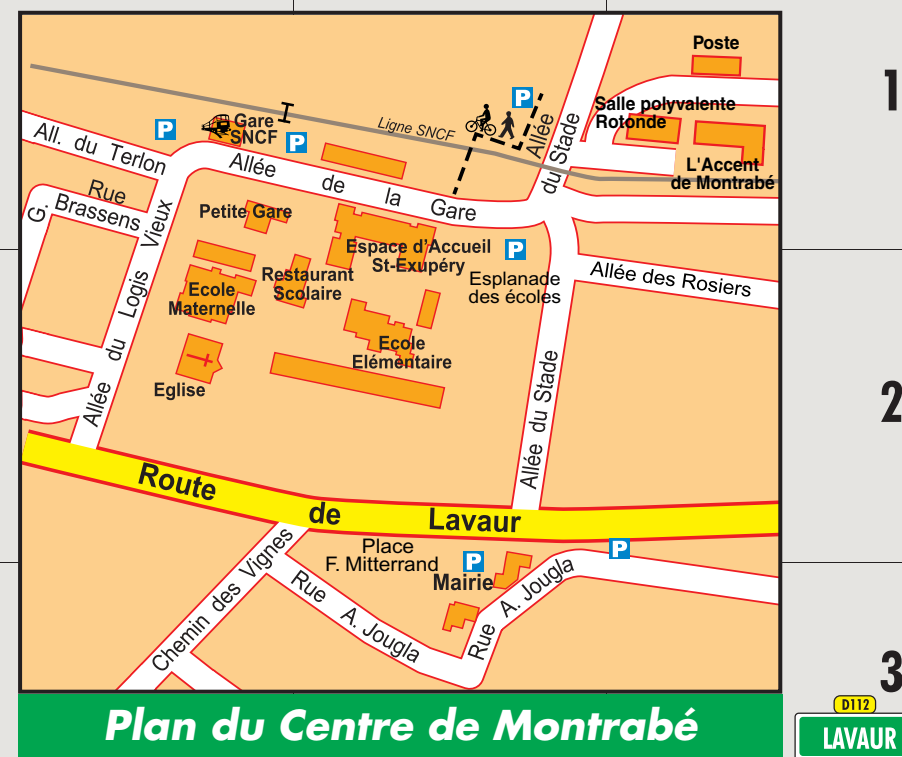 Poste
1
P
Salle polyvalente
Rotonde
P
Gare
SNCF
P
Ligne SNCF
Allée
du Stade
All. du Terlon
L'Accent
de Montrabé
Allée de la Gare
Rue
G. Brassens
Petite Gare
Espace d'Accueil
St-Exupéry
P
Esplanade
des écoles
Allée des Rosiers
Restaurant
Scolaire
Ecole
Maternelle
Ecole
Elémentaire
Eglise
Allée du Logis Vieux
Allée du Stade
2
Route de Lavaur
Place
F. Mitterrand
P
Mairie
P
Chemin des Vignes
Rue A. Jougla
Rue A. Jougla
3
Plan du Centre de Montrabé
D112
LAVAUR